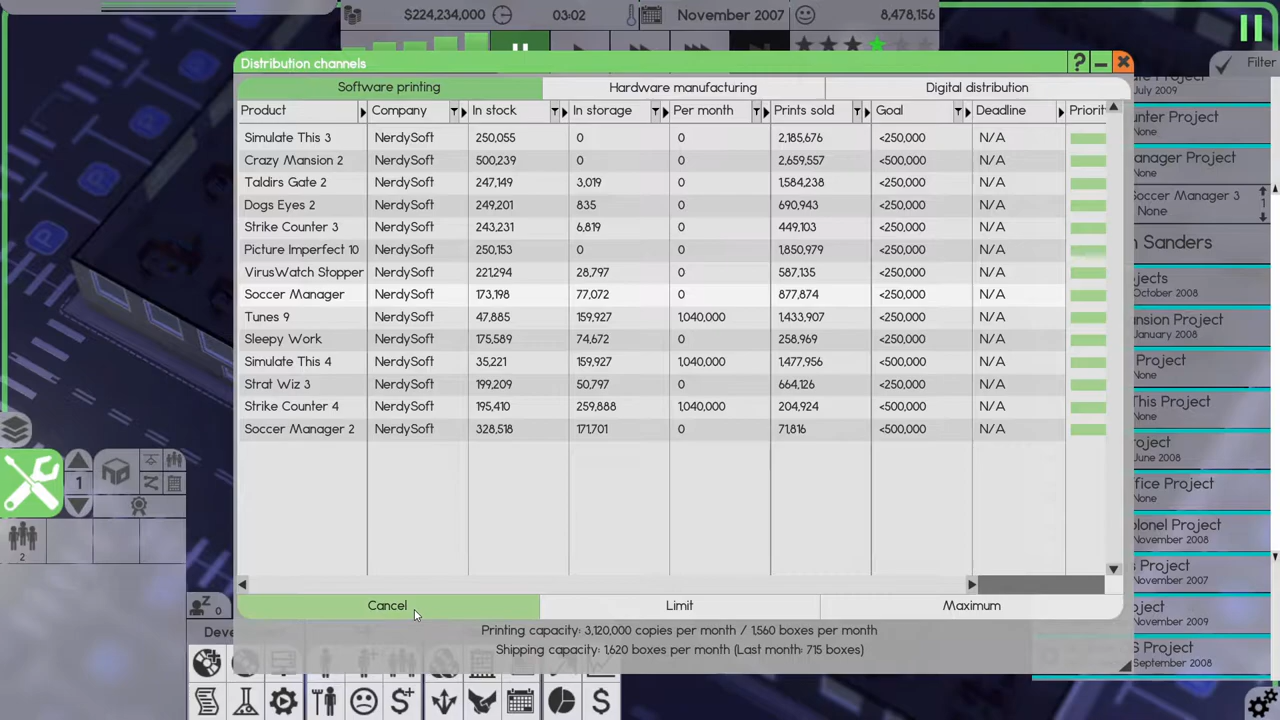 $224,234,000 03:02 November 2007 8,478,156
Distribution channels ?
Filter
Software printing Hardware manufacturing Digital distribution
Product Company In stock In storage Per month Prints sold Goal Deadline Priorit
Simulate This 3 NerdySoft 250,055 0 0 2,185,676 <250,000 N/A
Crazy Mansion 2 NerdySoft 500,239 0 0 2,659,557 <500,000 N/A
Taldirs Gate 2 NerdySoft 247,149 3,019 0 1,584,238 <250,000 N/A
Dogs Eyes 2 NerdySoft 249,201 835 0 690,943 <250,000 N/A
Strike Counter 3 NerdySoft 243,231 6,819 0 449,103 <250,000 N/A
Picture Imperfect 10 NerdySoft 250,153 0 0 1,850,979 <250,000 N/A
VirusWatch Stopper NerdySoft 221,294 28,797 0 587,135 <250,000 N/A
Soccer Manager NerdySoft 173,198 77,072 0 877,874 <250,000 N/A
Tunes 9 NerdySoft 47,885 159,927 1,040,000 1,433,907 <250,000 N/A
Sleepy Work NerdySoft 175,589 74,672 0 258,969 <250,000 N/A
Simulate This 4 NerdySoft 35,221 159,927 1,040,000 1,477,956 <500,000 N/A
Strat Wiz 3 NerdySoft 199,209 50,797 0 664,126 <250,000 N/A
Strike Counter 4 NerdySoft 195,410 259,888 1,040,000 204,924 <500,000 N/A
Soccer Manager 2 NerdySoft 328,518 171,701 0 71,816 <500,000 N/A
Cancel Limit Maximum
Printing capacity: 3,120,000 copies per month / 1,560 boxes per month
Shipping capacity: 1,620 boxes per month (Last month: 715 boxes)
July 2009
unter Project
None
anager Project
None
Soccer Manager 3
None
1
n Sanders
ojects
October 2008
ansion Project
January 2008
Project
None
This Project
None
oject
June 2008
ffice Project
None
olonel Project
November 2008
s Project
November 2007
oject
S Project
September 2008
1
2
Z 0
Deve